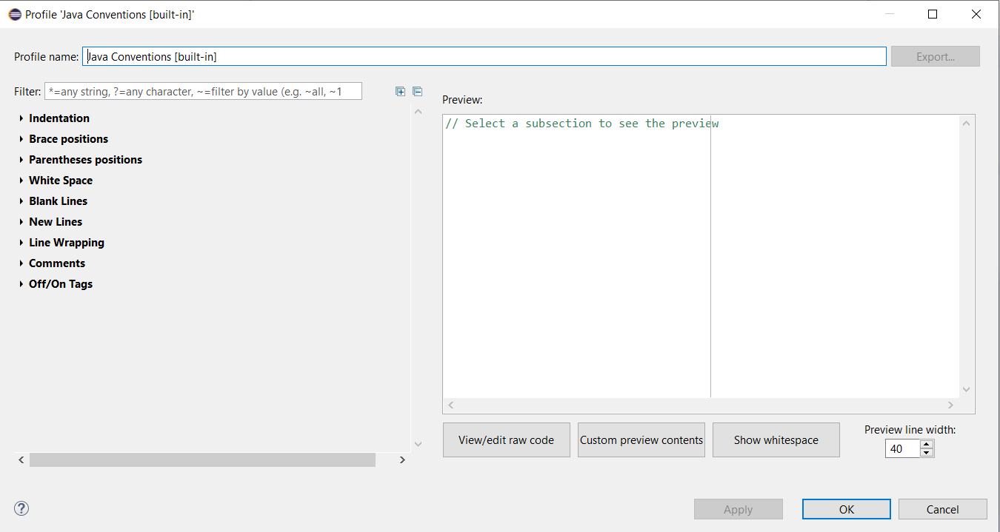 Profile 'Java Conventions [built-in]'
Profile name: Java Conventions [built-in] Export...
Filter: *=any string, ?=any character, ~=filter by value (e.g. ~all, ~1
Indentation
Brace positions
Parentheses positions
White Space
Blank Lines
New Lines
Line Wrapping
Comments
Off/On Tags
Preview:
// Select a subsection to see the preview
View/edit raw code Custom preview contents Show whitespace
Preview line width:
40
Apply OK Cancel